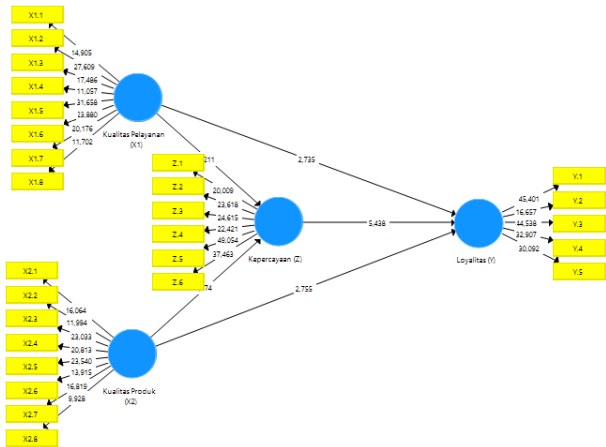 X1.1
X1.2
X1.3
X1.4
X1.5
X1.6
X1.7
X1.8
14,905
27,609
17,486
11,057
31,658
23,880
20,176
11,702
Kualitas Pelayanan
(X1)
2,735
Z.1
Z.2
Z.3
Z.4
Z.5
Z.6
20,009
23,618
24,615
22,421
49,054
37,463
Kepercayaan (Z)
5,438
Y.1
Y.2
Y.3
Y.4
Y.5
45,401
16,657
44,538
32,907
30,092
Loyalitas (Y)
X2.1
X2.2
X2.3
X2.4
X2.5
X2.6
X2.7
X2.8
16,064
11,994
23,033
20,813
23,540
13,915
16,819
9,928
Kualitas Produk
(X2)
2,755